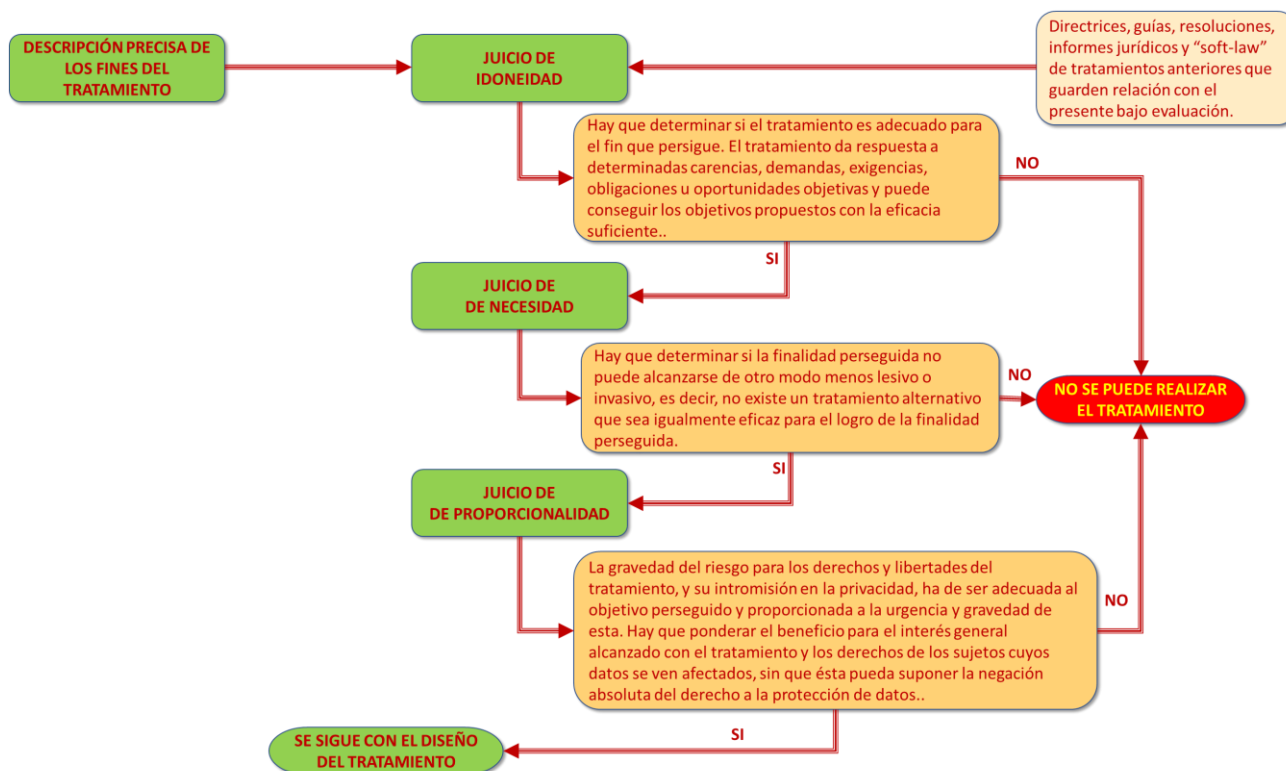 DESCRIPCIÓN PRECISA DE
LOS FINES DEL
TRATAMIENTO
JUICIO DE
IDONEIDAD
Directrices, guías, resoluciones,
informes jurídicos y “soft-law”
de tratamientos anteriores que
guarden relación con el
presente bajo evaluación.
Hay que determinar si el tratamiento es adecuado para
el fin que persigue. El tratamiento da respuesta a
determinadas carencias, demandas, exigencias,
obligaciones u oportunidades objetivas y puede
conseguir los objetivos propuestos con la eficacia
suficiente..
NO
SI
JUICIO DE
DE NECESIDAD
Hay que determinar si la finalidad perseguida no
puede alcanzarse de otro modo menos lesivo o
invasivo, es decir, no existe un tratamiento alternativo
que sea igualmente eficaz para el logro de la finalidad
perseguida.
NO
NO SE PUEDE REALIZAR
EL TRATAMIENTO
SI
JUICIO DE
DE PROPORCIONALIDAD
La gravedad del riesgo para los derechos y libertades del
tratamiento, y su intromisión en la privacidad, ha de ser adecuada al
objetivo perseguido y proporcionada a la urgencia y gravedad de
esta. Hay que ponderar el beneficio para el interés general
alcanzado con el tratamiento y los derechos de los sujetos cuyos
datos se ven afectados, sin que ésta pueda suponer la negación
absoluta del derecho a la protección de datos..
NO
SI
SE SIGUE CON EL DISEÑO
DEL TRATAMIENTO